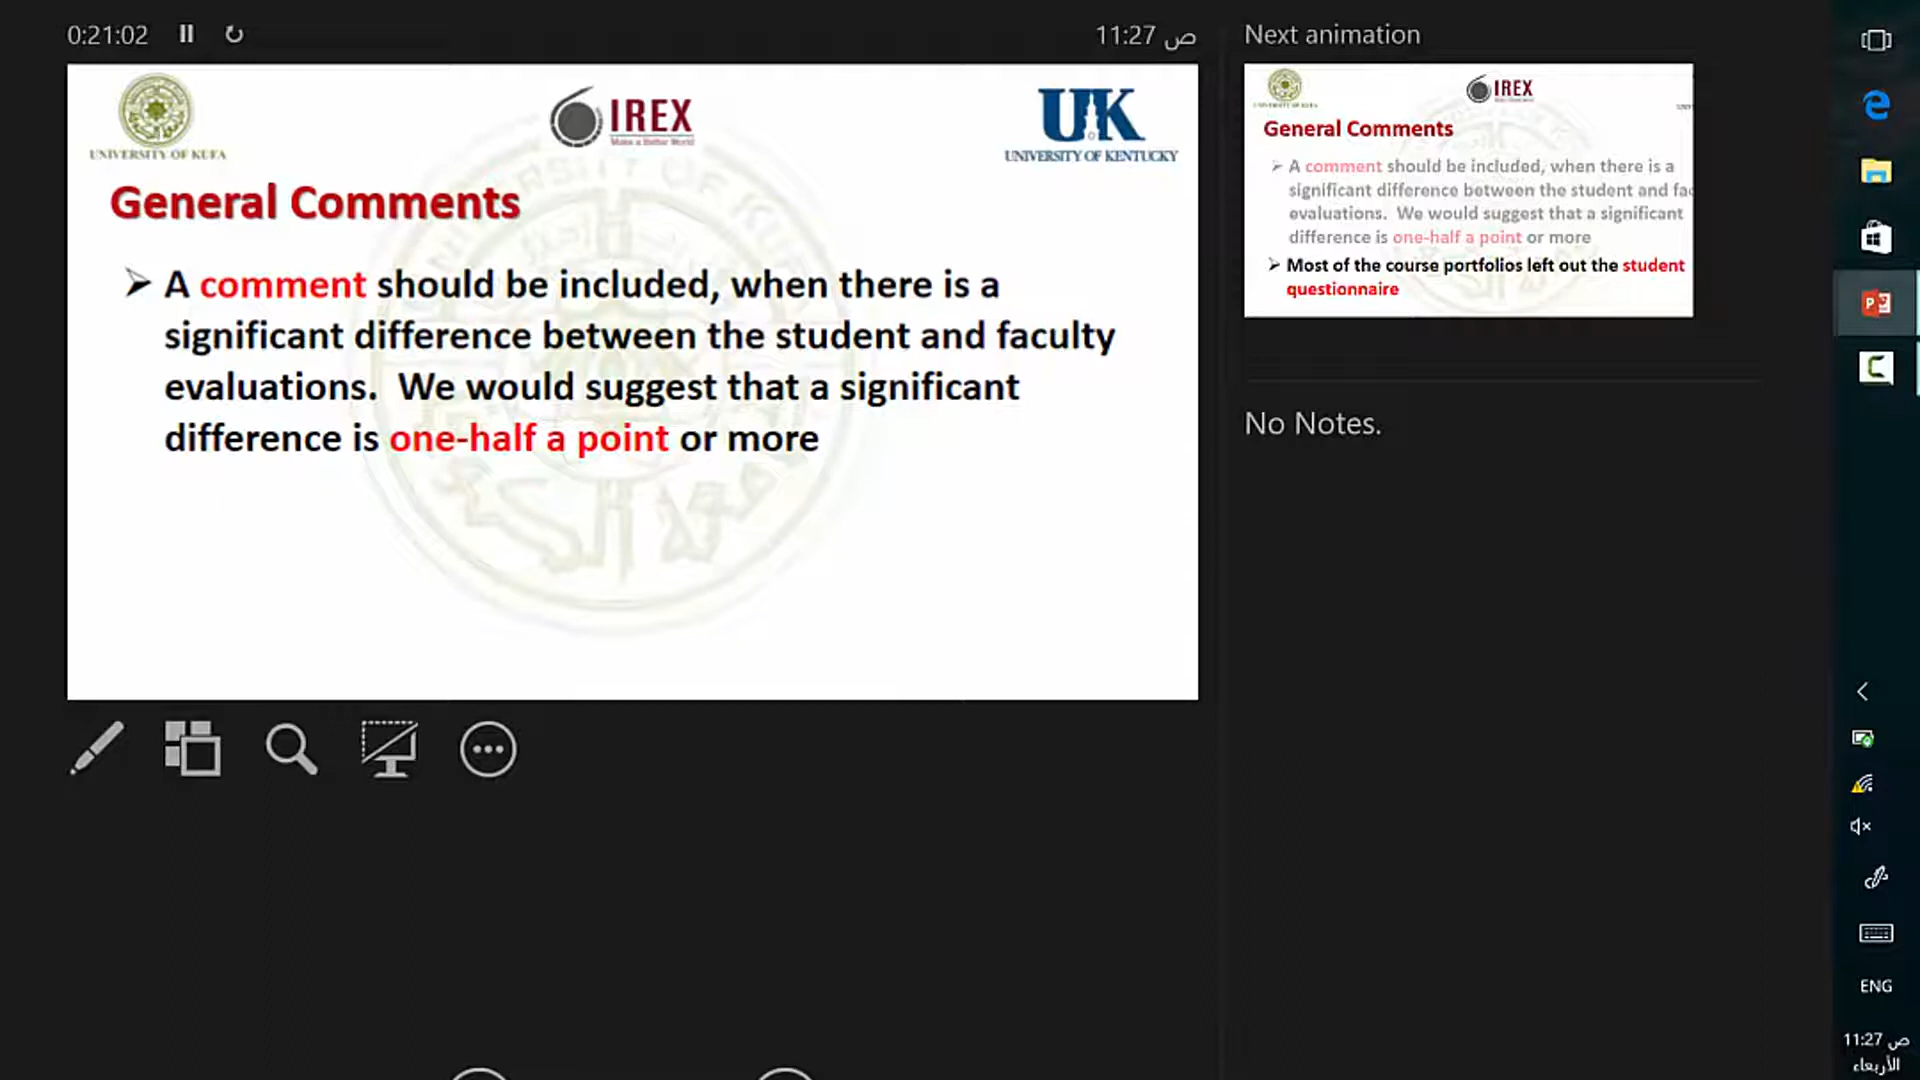 0:21:02
11:27 ص
Next animation
UNIVERSITY OF KUFA
IREX
Make a Better World
UK
UNIVERSITY OF KENTUCKY
General Comments
➢ A comment should be included, when there is a
significant difference between the student and faculty
evaluations. We would suggest that a significant
difference is one-half a point or more
IREX
General Comments
➢ A comment should be included, when there is a
significant difference between the student and fac
evaluations. We would suggest that a significant
difference is one-half a point or more
➢ Most of the course portfolios left out the student
questionnaire
No Notes.
ENG
11:27 ص
الأربعاء